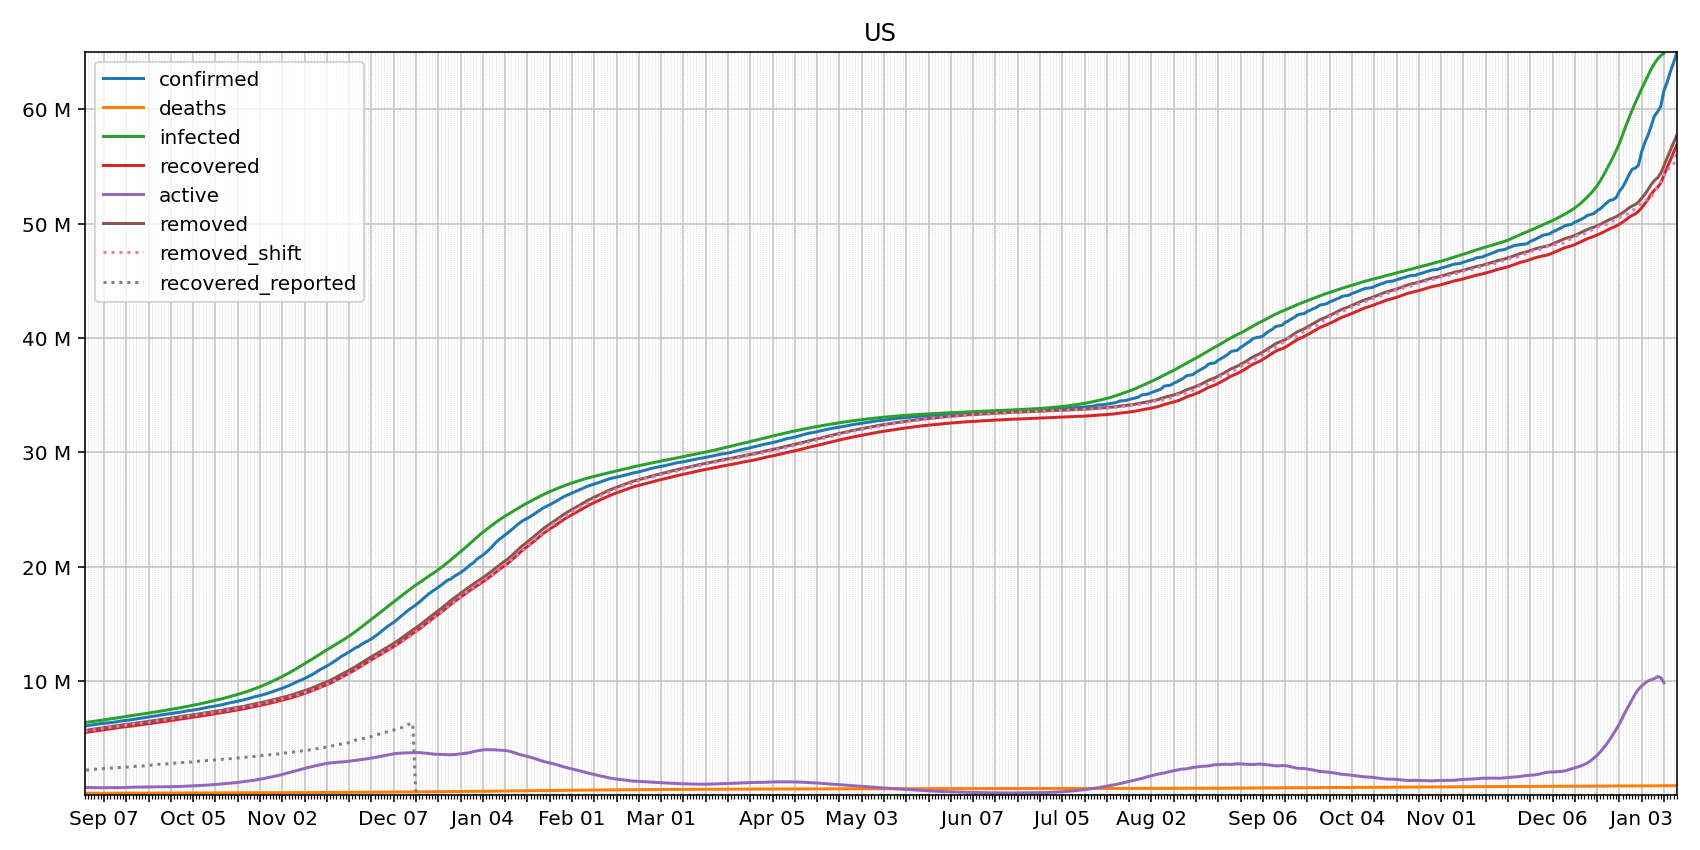 US
confirmed
deaths
infected
recovered
active
removed
removed_shift
recovered_reported
60 M
50 M
40 M
30 M
20 M
10 M
Sep 07 Oct 05 Nov 02 Dec 07 Jan 04 Feb 01 Mar 01 Apr 05 May 03 Jun 07 Jul 05 Aug 02 Sep 06 Oct 04 Nov 01 Dec 06 Jan 03